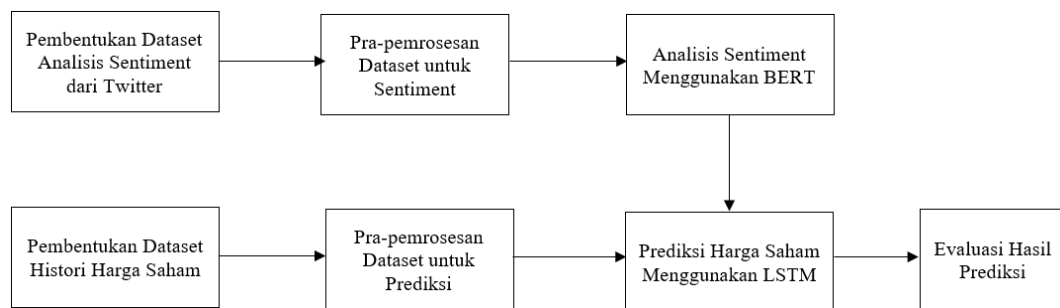 Pembentukan Dataset
Analisis Sentiment
dari Twitter
Pra-pemrosesan
Dataset untuk
Sentiment
Analisis Sentiment
Menggunakan BERT
Pembentukan Dataset
Histori Harga Saham
Pra-pemrosesan
Dataset untuk
Prediksi
Prediksi Harga Saham
Menggunakan LSTM
Evaluasi Hasil
Prediksi